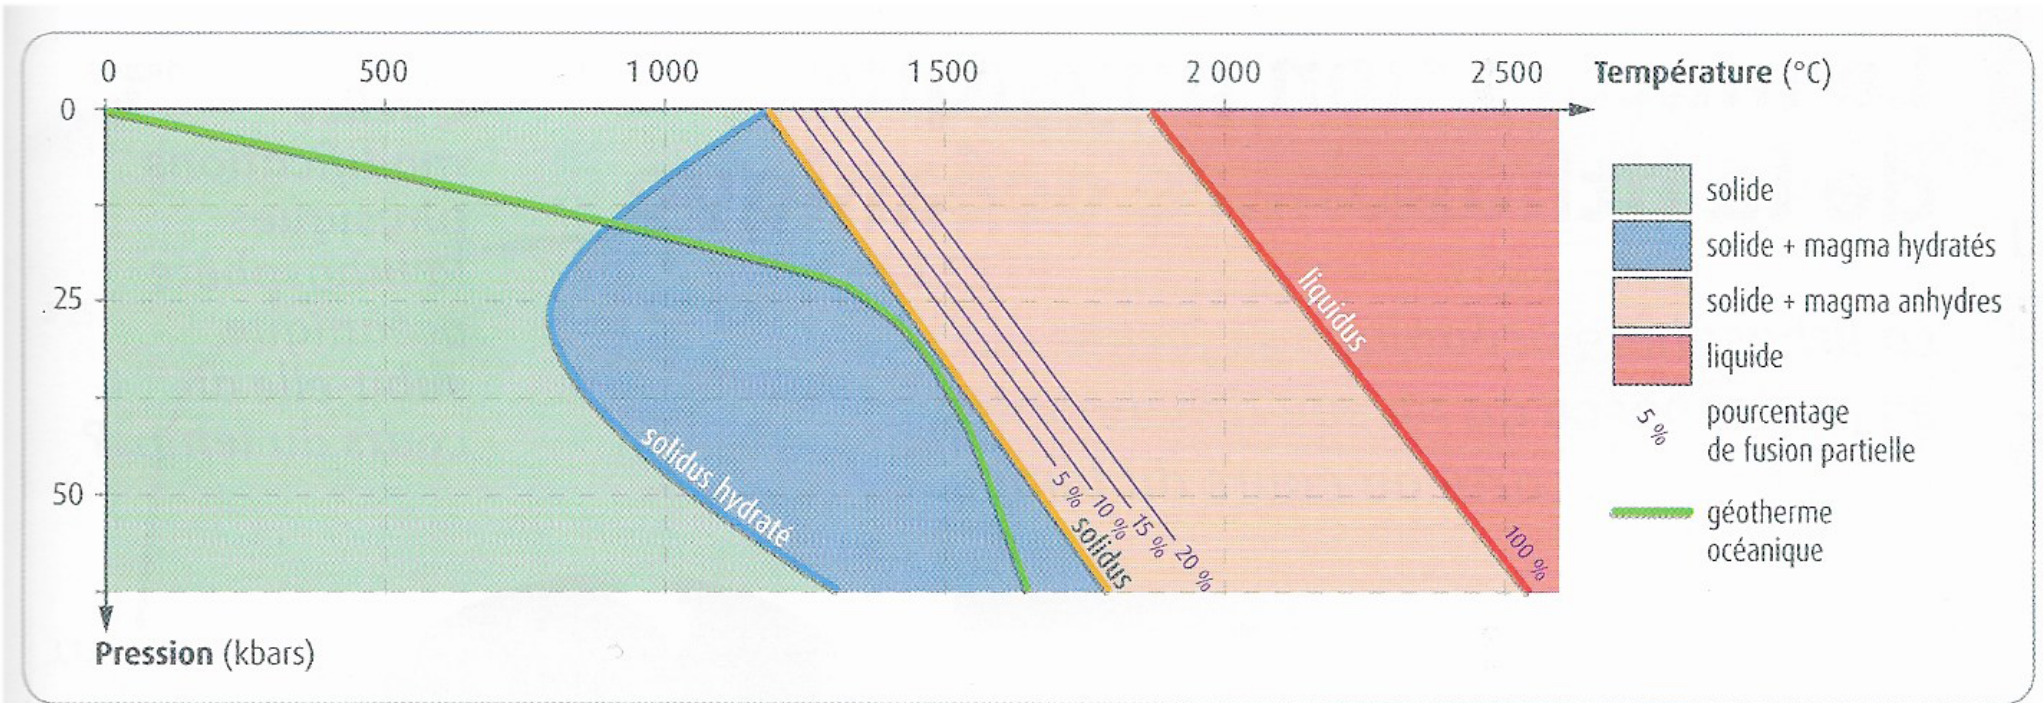 0 500 1 000 1 500 2 000 2 500 Température (°C)
0
25
50
Pression (kbars)
solidus hydraté
solidus
liquidus
5 %
10 %
15 %
20 %
100 %
solide
solide + magma hydratés
solide + magma anhydres
liquide
5 %
pourcentage
de fusion partielle
géotherme
océanique